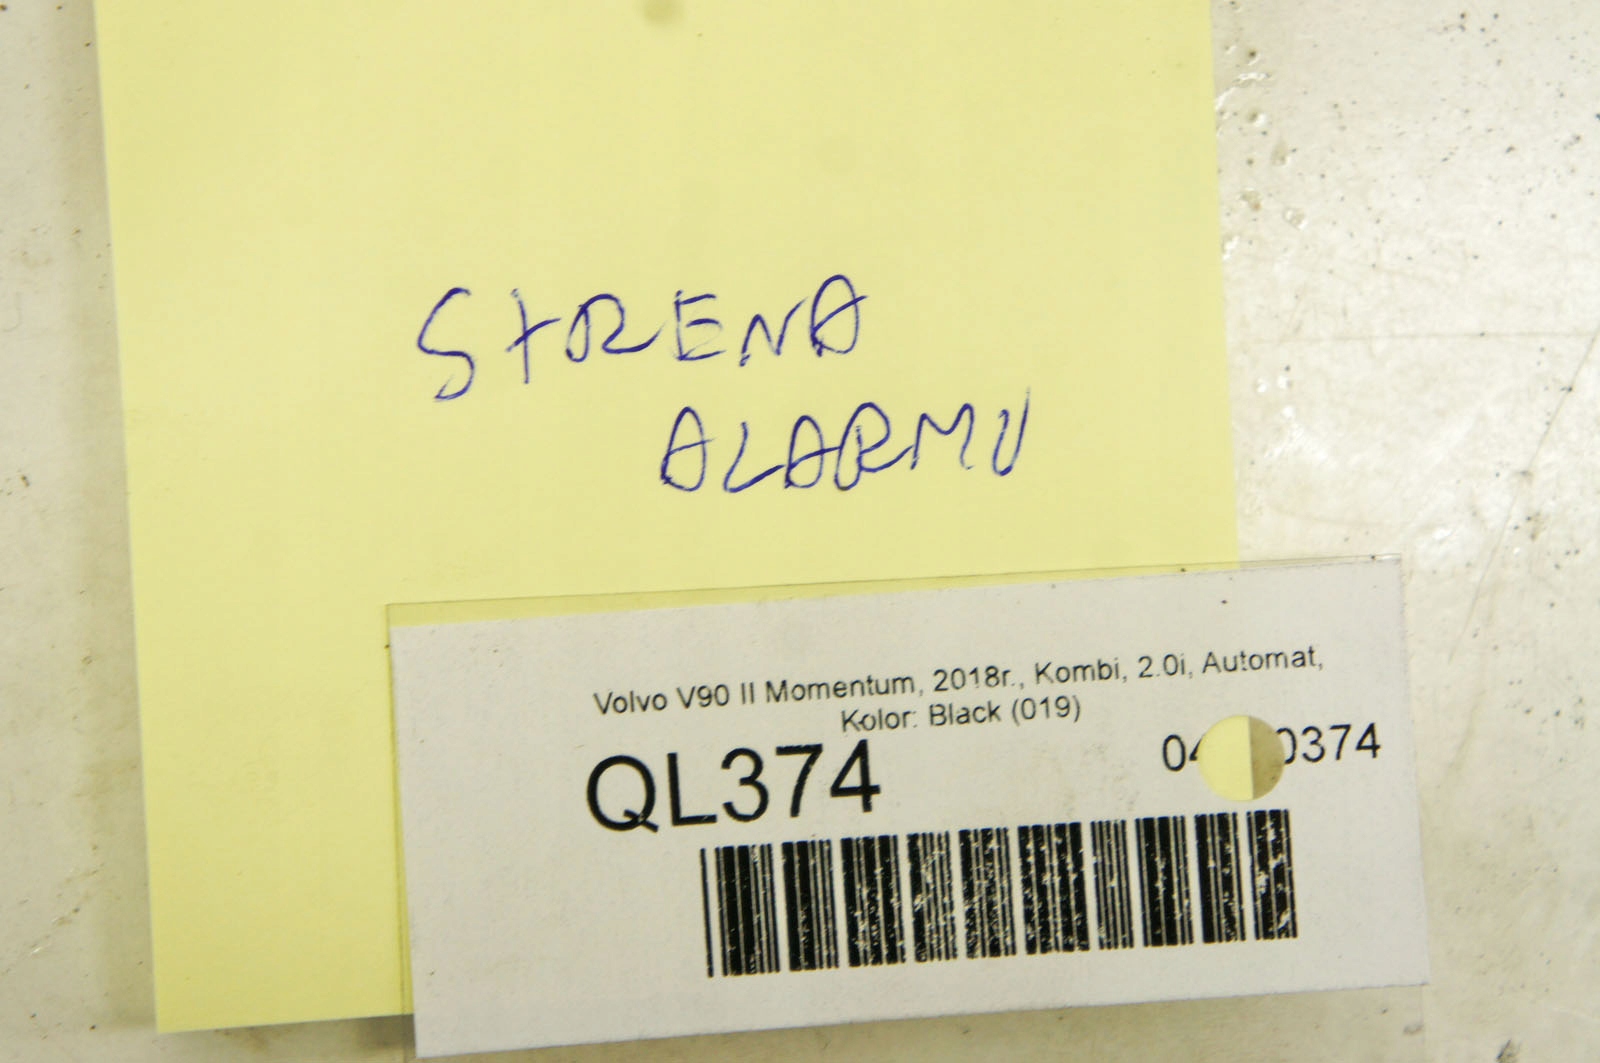 SYRENA
ALARMU
Volvo V90 II Momentum, 2018r., Kombi, 2.0i, Automat,
Kolor: Black (019)
QL374